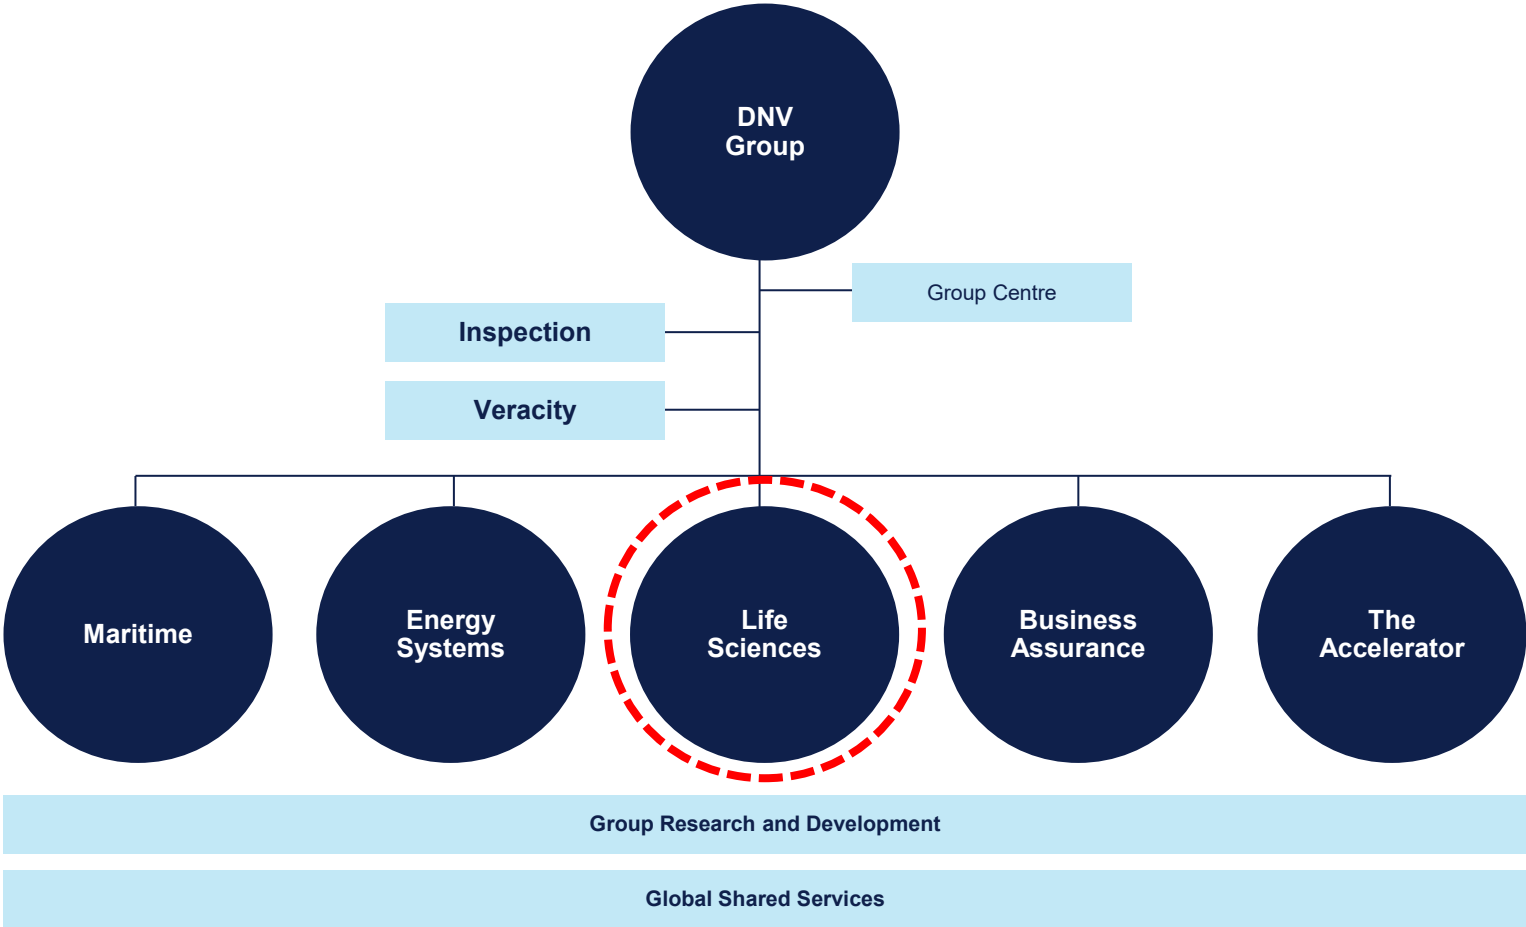 DNV
Group
Group Centre
Inspection
Veracity
Maritime
Energy
Systems
Life
Sciences
Business
Assurance
The
Accelerator
Group Research and Development
Global Shared Services